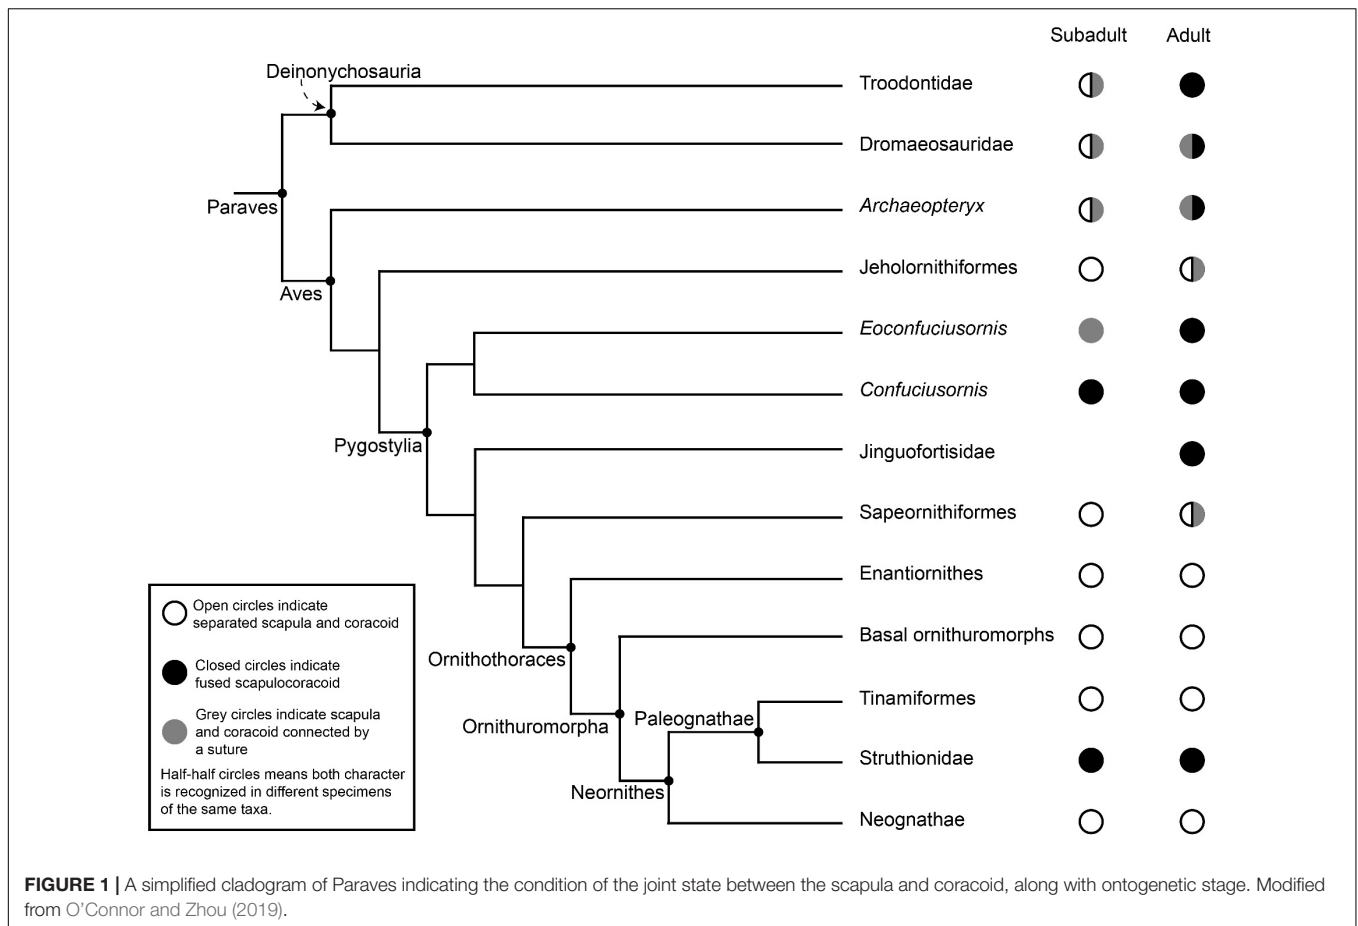 Subadult Adult
Deinonychosauria
Troodontidae
Dromaeosauridae
Paraves
Archaeopteryx
Jeholornithiformes
Aves
Eoconfuciusornis
Confuciusornis
Pygostylia
Jinguofortisidae
Sapeornithiformes
Enantiornithes
Ornithothoraces
Basal ornithuromorphs
Ornithuromorpha
Paleognathae
Tinamiformes
Struthionidae
Neornithes
Neognathae
Open circles indicate
separated scapula and coracoid
Closed circles indicate
fused scapulocoracoid
Grey circles indicate scapula
and coracoid connected by
a suture
Half-half circles means both character
is recognized in different specimens
of the same taxa.
FIGURE 1 | A simplified cladogram of Paraves indicating the condition of the joint state between the scapula and coracoid, along with ontogenetic stage. Modified
from O'Connor and Zhou (2019).